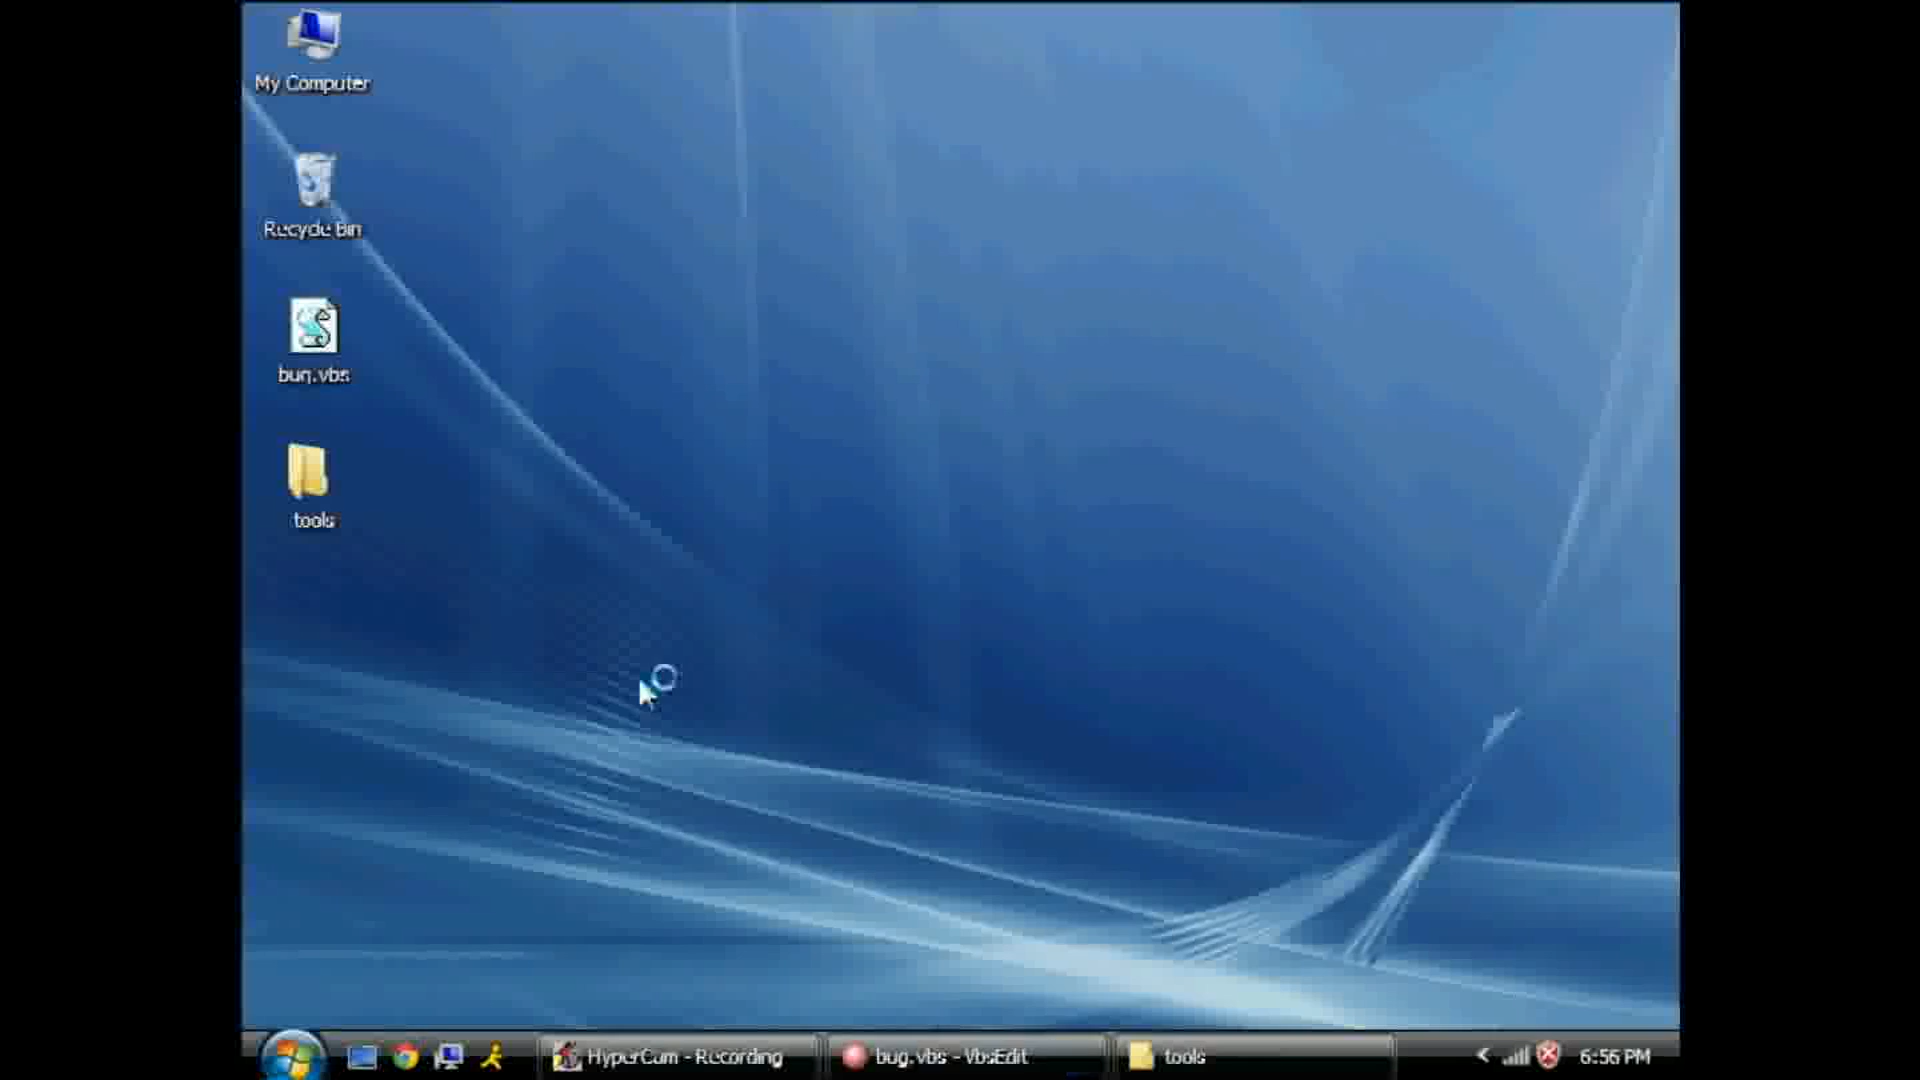 My Computer
Recycle Bin
bug.vbs
tools
HyperCam - Recording
bug.vbs - VbsEdit
tools
6:56 PM